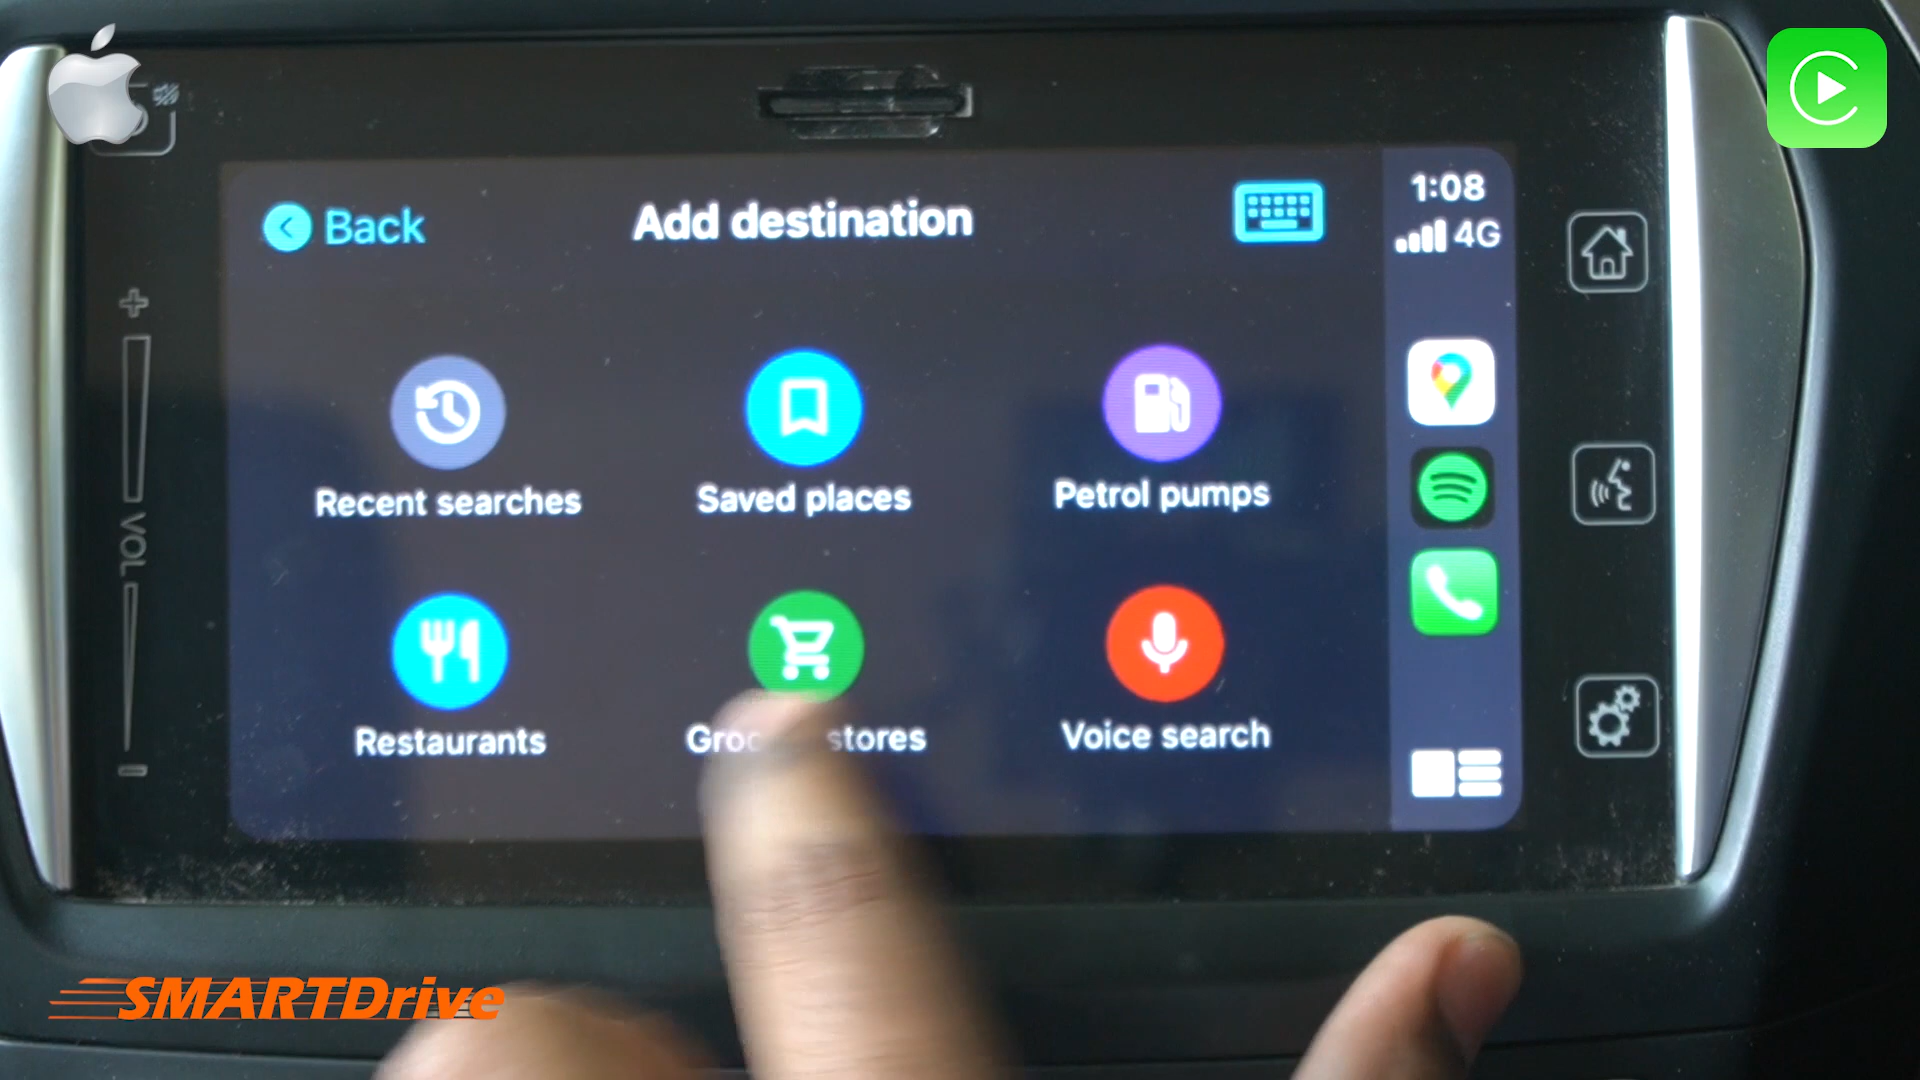 Back
Add destination
1:08
4G
Recent searches
Saved places
Petrol pumps
Restaurants
stores
Voice search
VOL
SMARTDrive